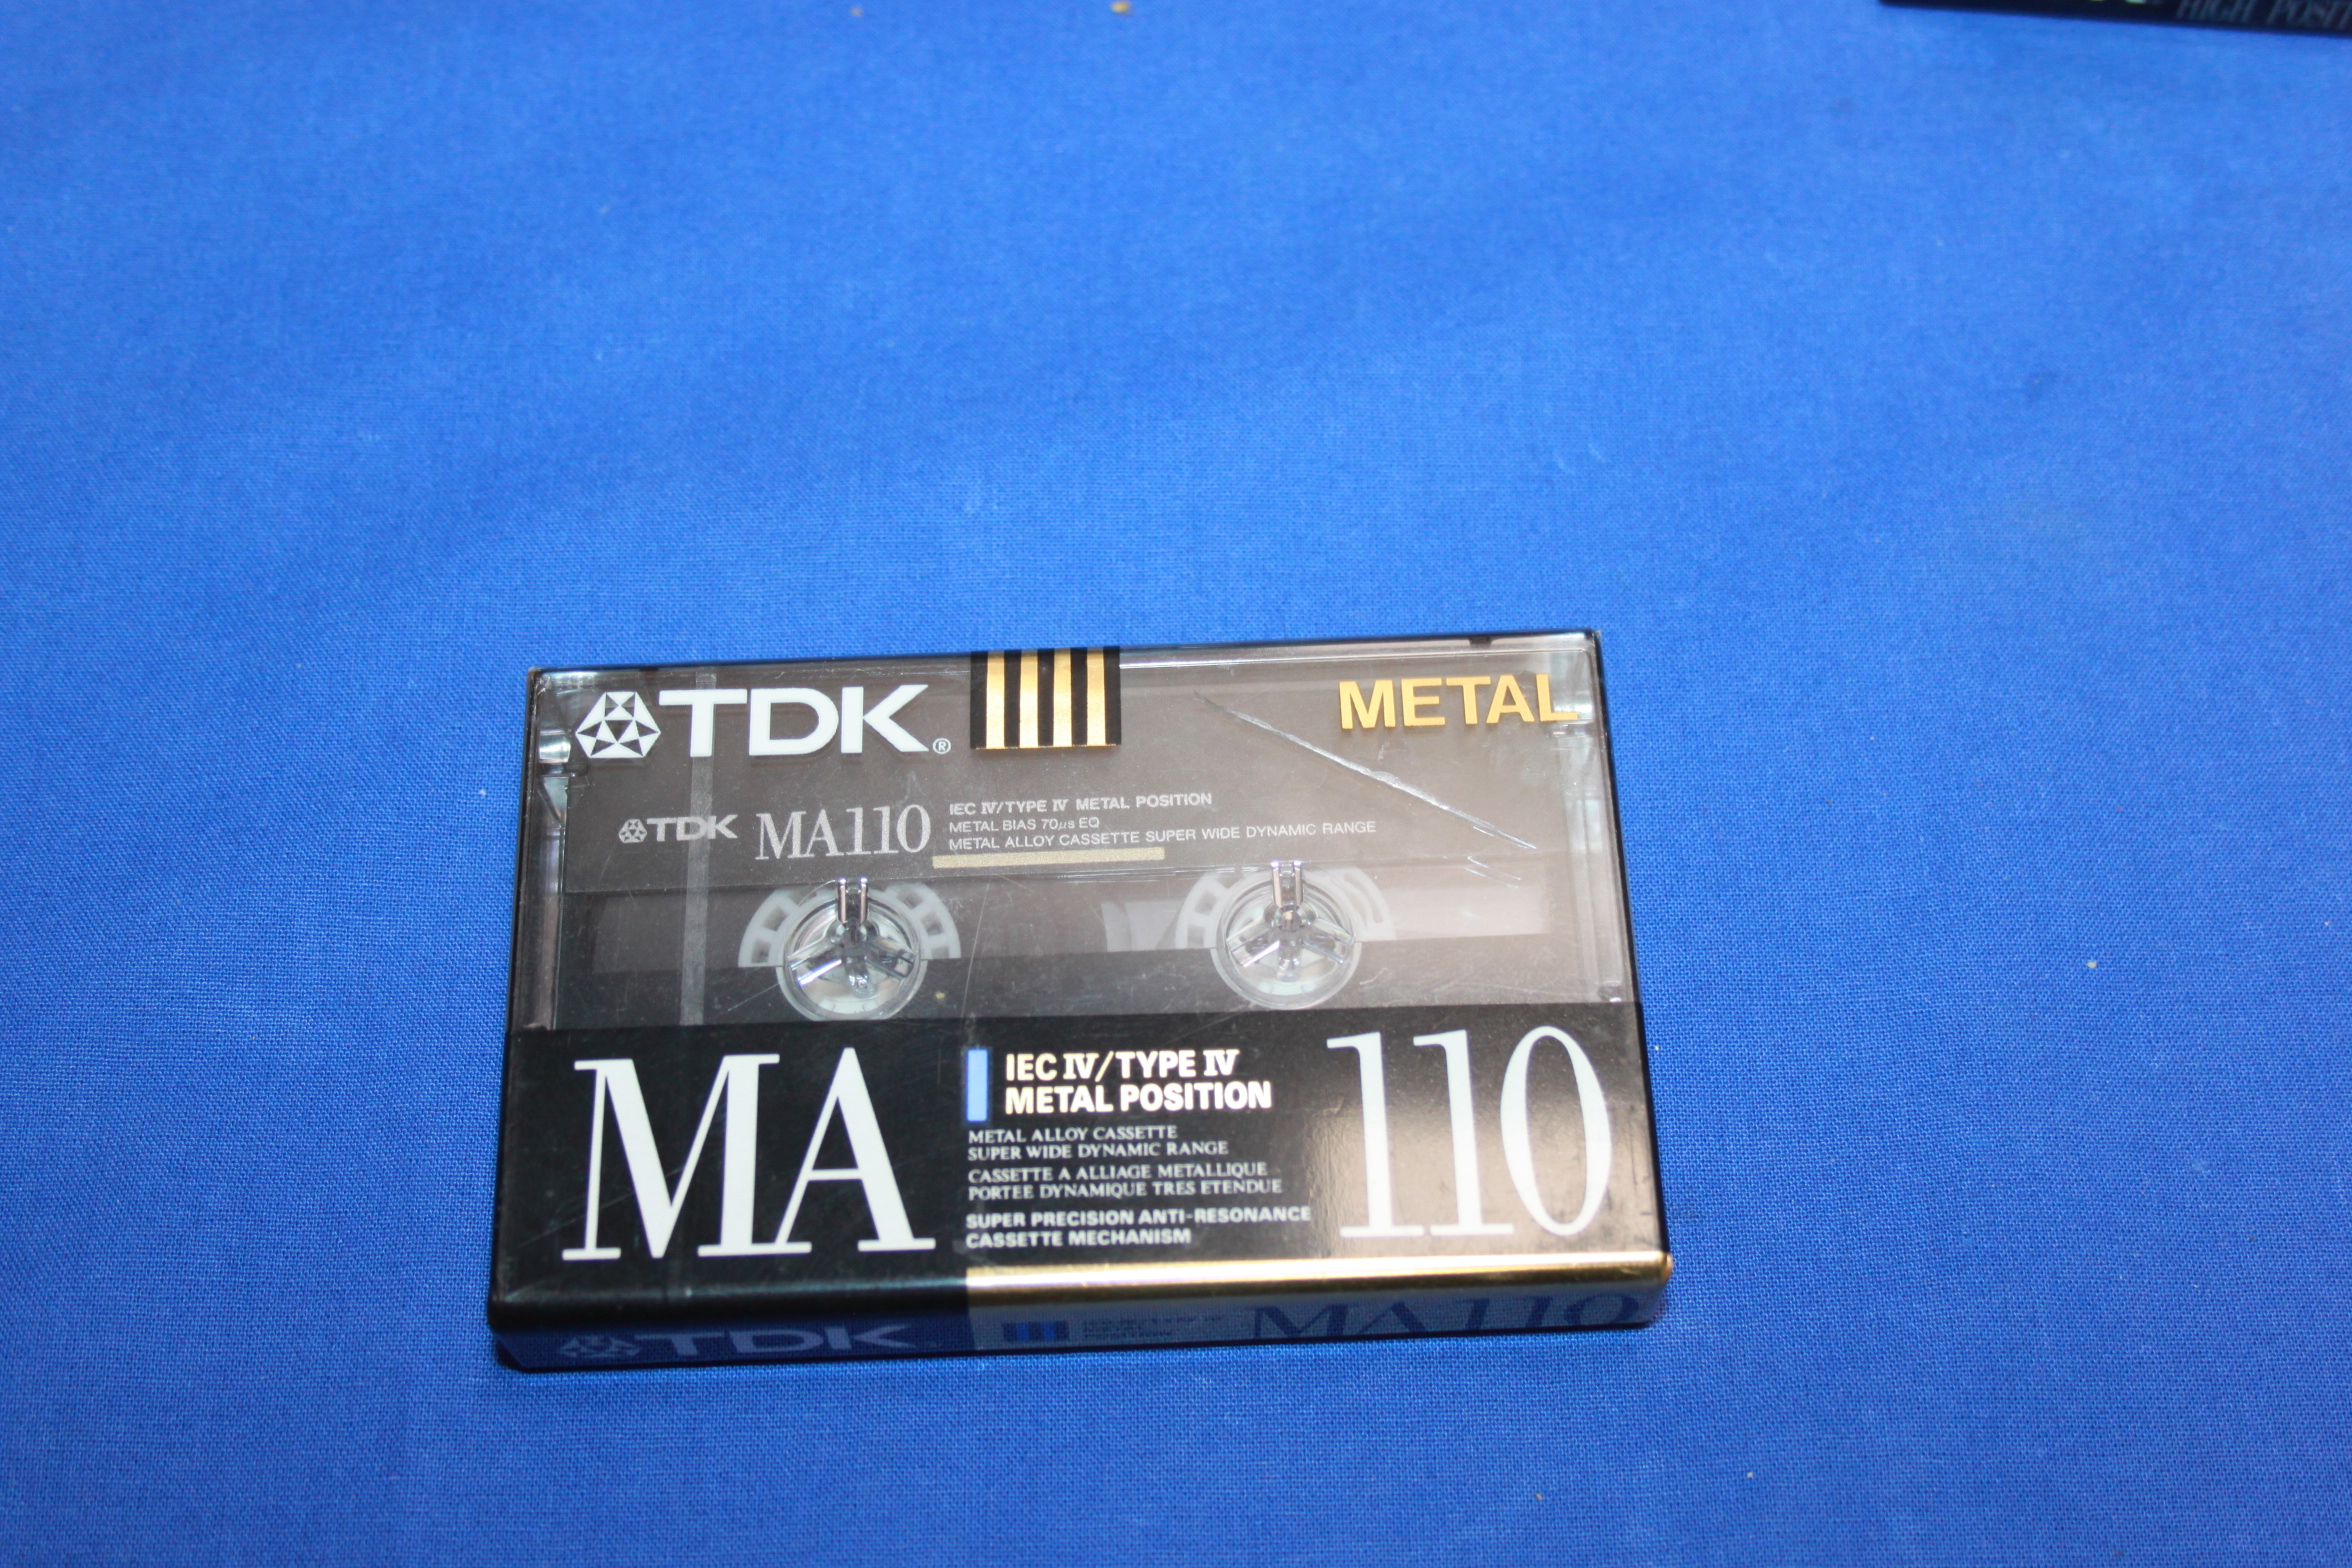 HIGH
TDK®
METAL
TDK MA110
IEC IV/TYPE IV METAL POSITION
METAL BIAS 70µs EQ
METAL ALLOY CASSETTE SUPER WIDE DYNAMIC RANGE
MA
IEC IV/TYPE IV
METAL POSITION
METAL ALLOY CASSETTE
SUPER WIDE DYNAMIC RANGE
CASSETTE A ALLIAGE METALLIQUE
PORTEE DYNAMIQUE TRES ETENDUE
SUPER PRECISION ANTI-RESONANCE
CASSETTE MECHANISM
110
TDK
MA110